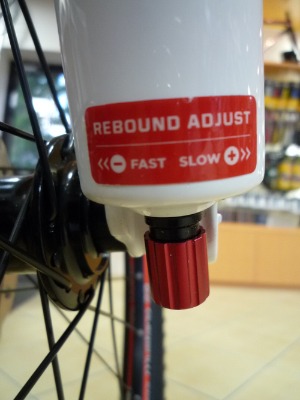 REBOUND ADJUST
«⊖ FAST SLOW ⊕»